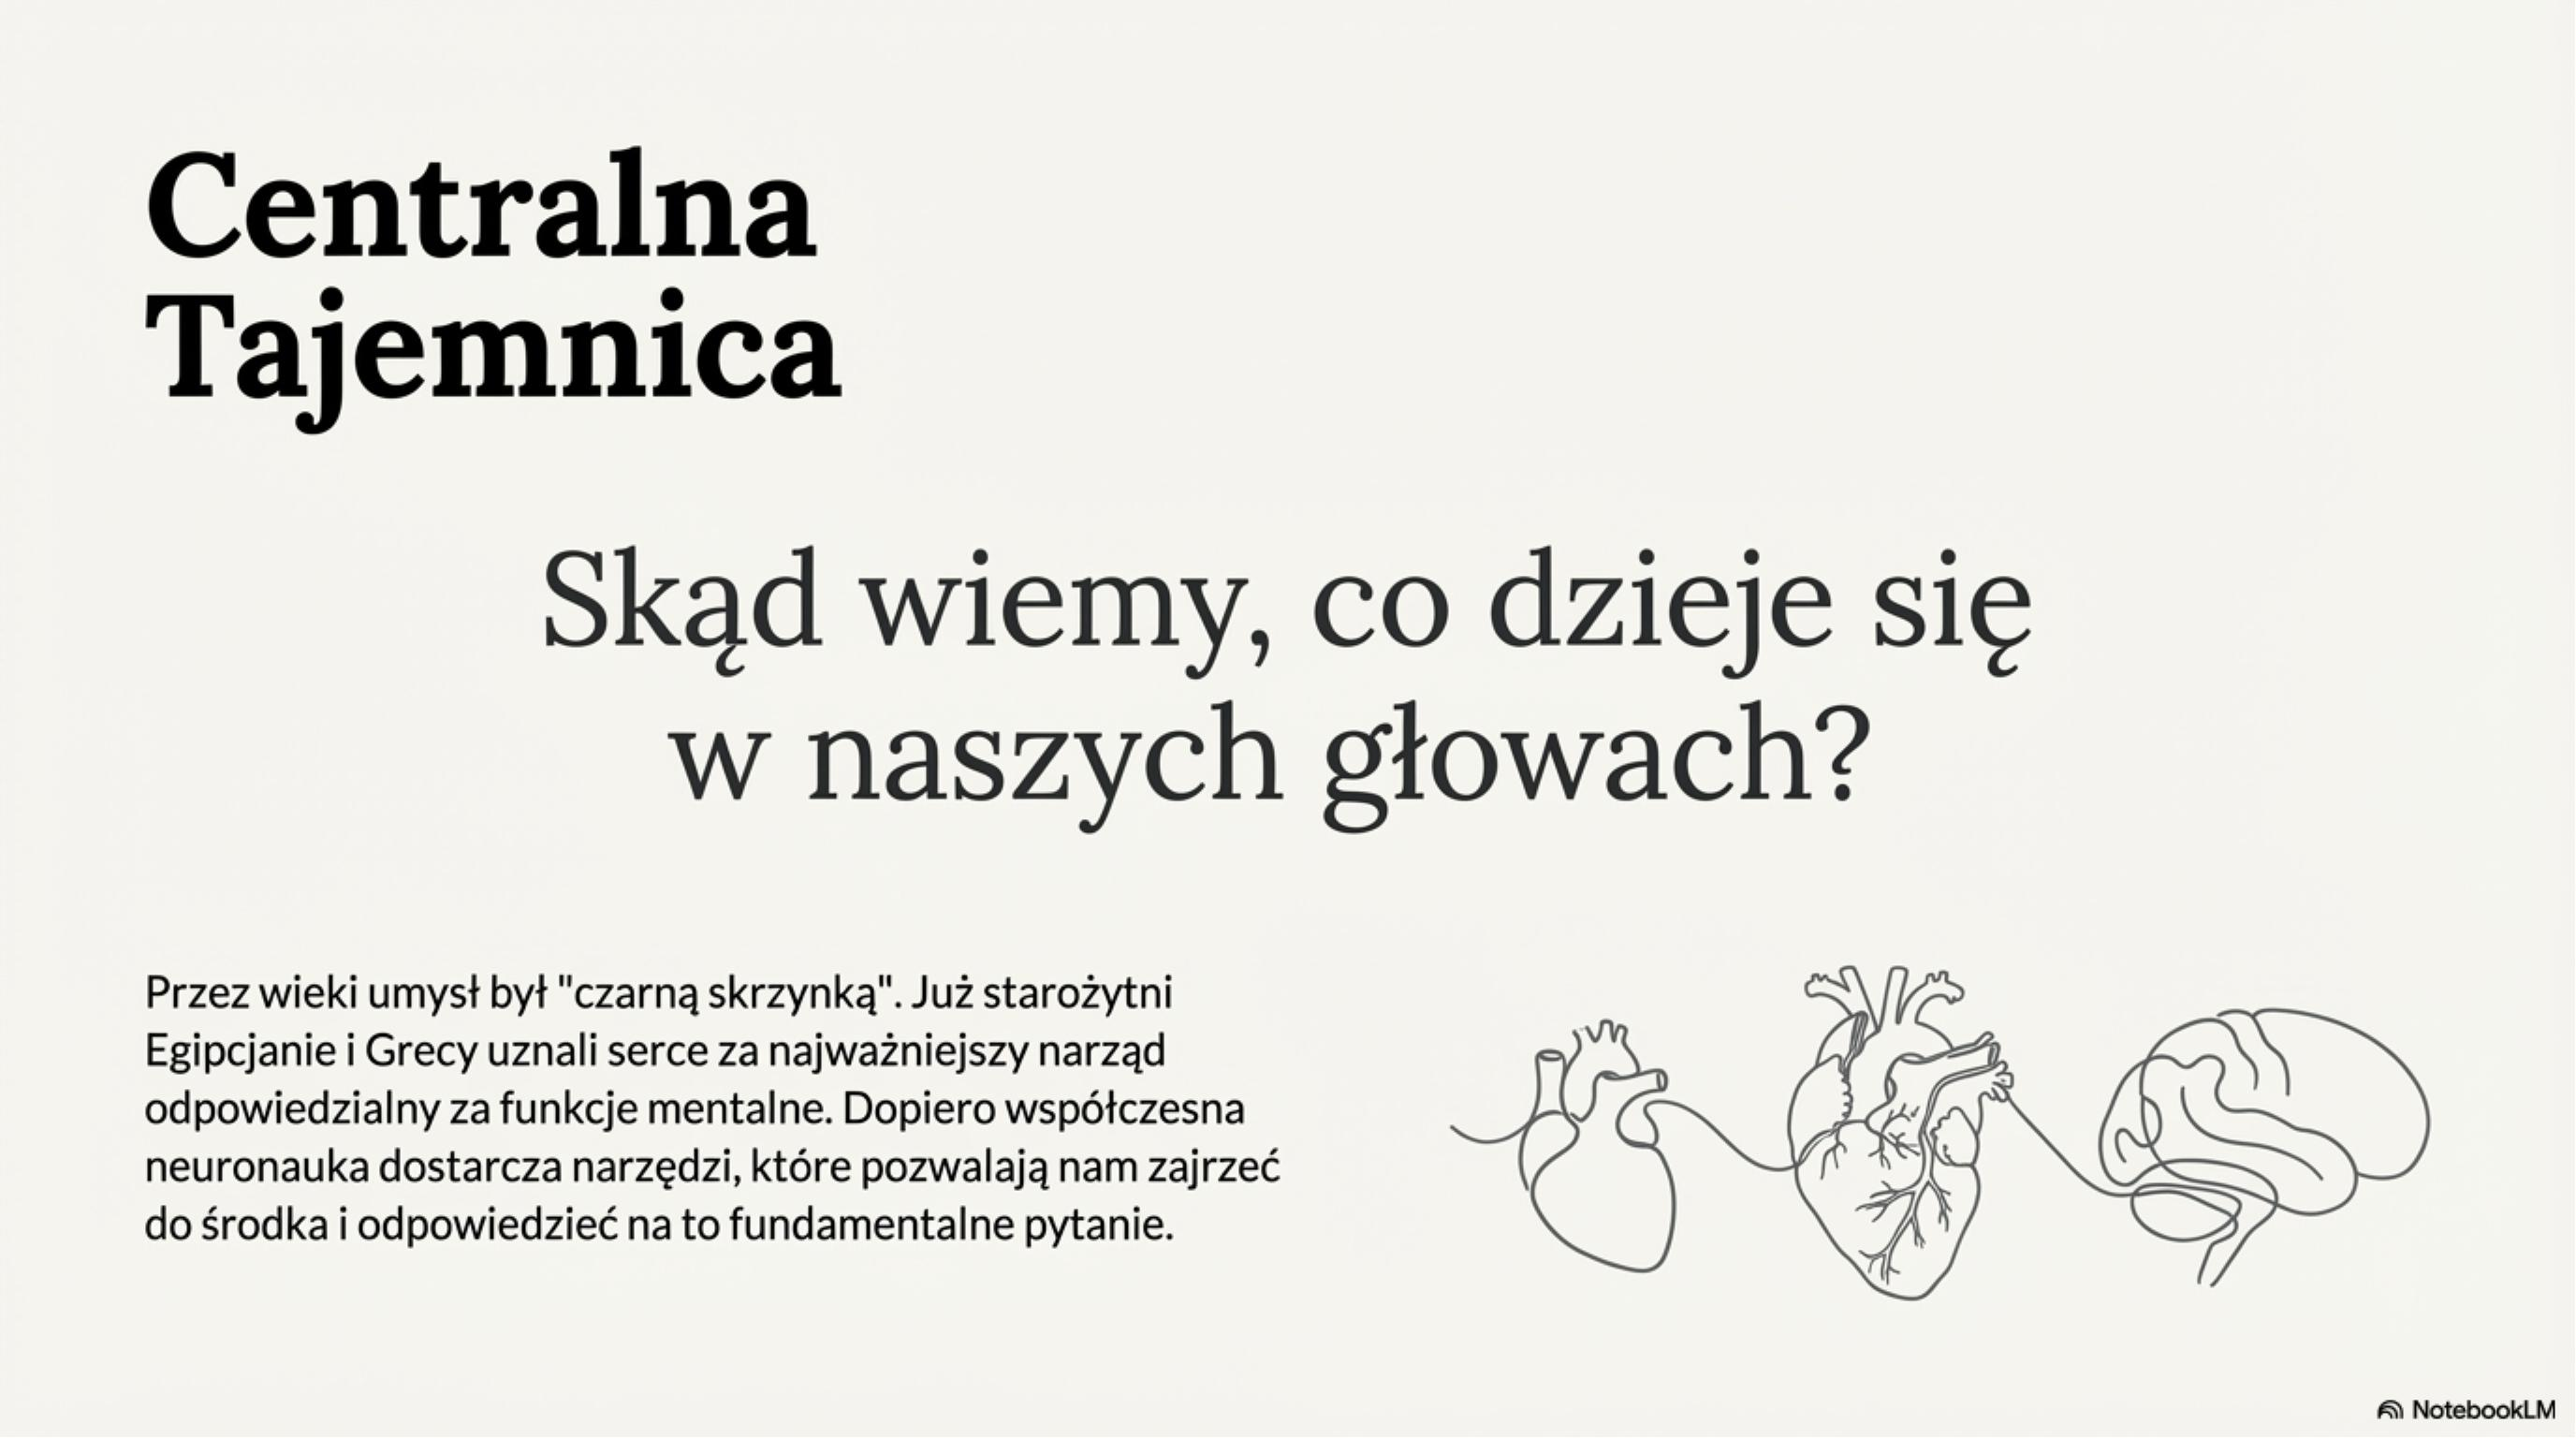 Centralna
Tajemnica
Skąd wiemy, co dzieje się
w naszych głowach?
Przez wieki umysł był "czarną skrzynką". Już starożytni
Egipcjanie i Grecy uznali serce za najważniejszy narząd
odpowiedzialny za funkcje mentalne. Dopiero współczesna
neuronauka dostarcza narzędzi, które pozwalają nam zajrzeć
do środka i odpowiedzieć na to fundamentalne pytanie.
NotebookLM